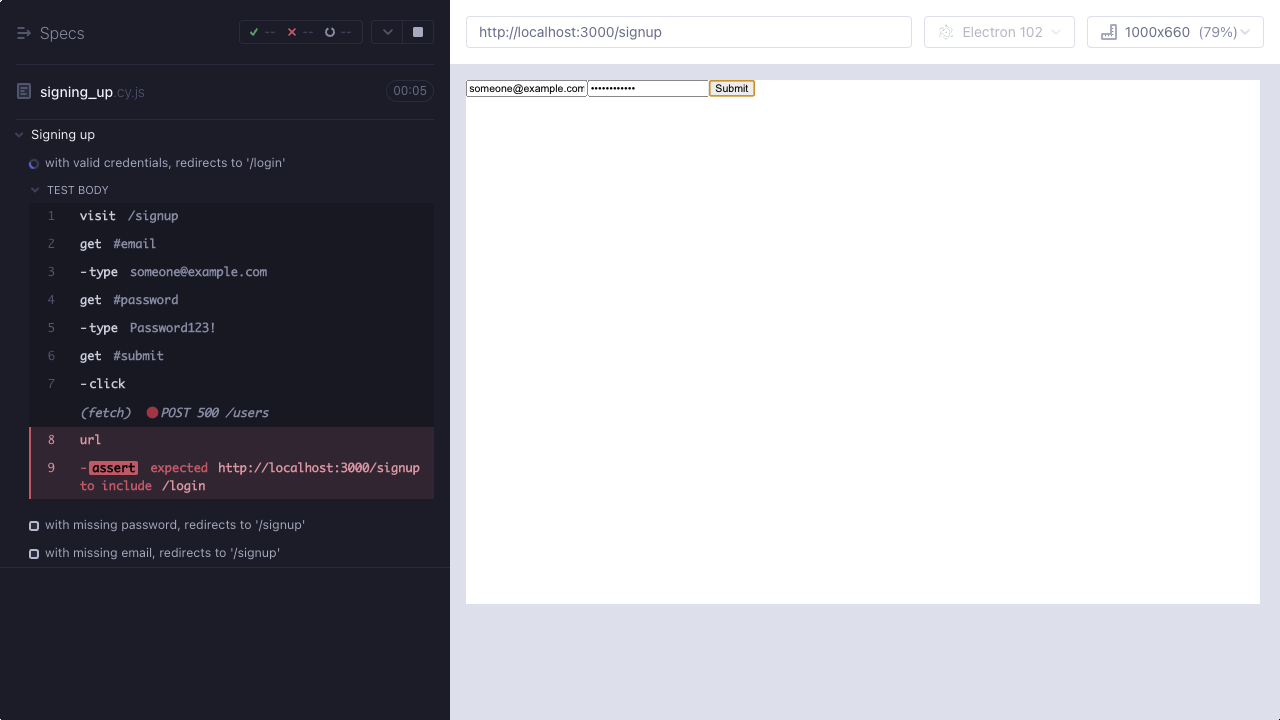 Specs
-- -- --
signing_up.cy.js 00:05
Signing up
with valid credentials, redirects to '/login'
TEST BODY
1 visit /signup
2 get #email
3 -type someone@example.com
4 get #password
5 -type Password123!
6 get #submit
7 -click
(fetch) POST 500 /users
8 url
9 -assert expected http://localhost:3000/signup
to include /login
with missing password, redirects to '/signup'
with missing email, redirects to '/signup'
http://localhost:3000/signup
Electron 102
1000x660 (79%)
someone@example.com •••••••••••• Submit